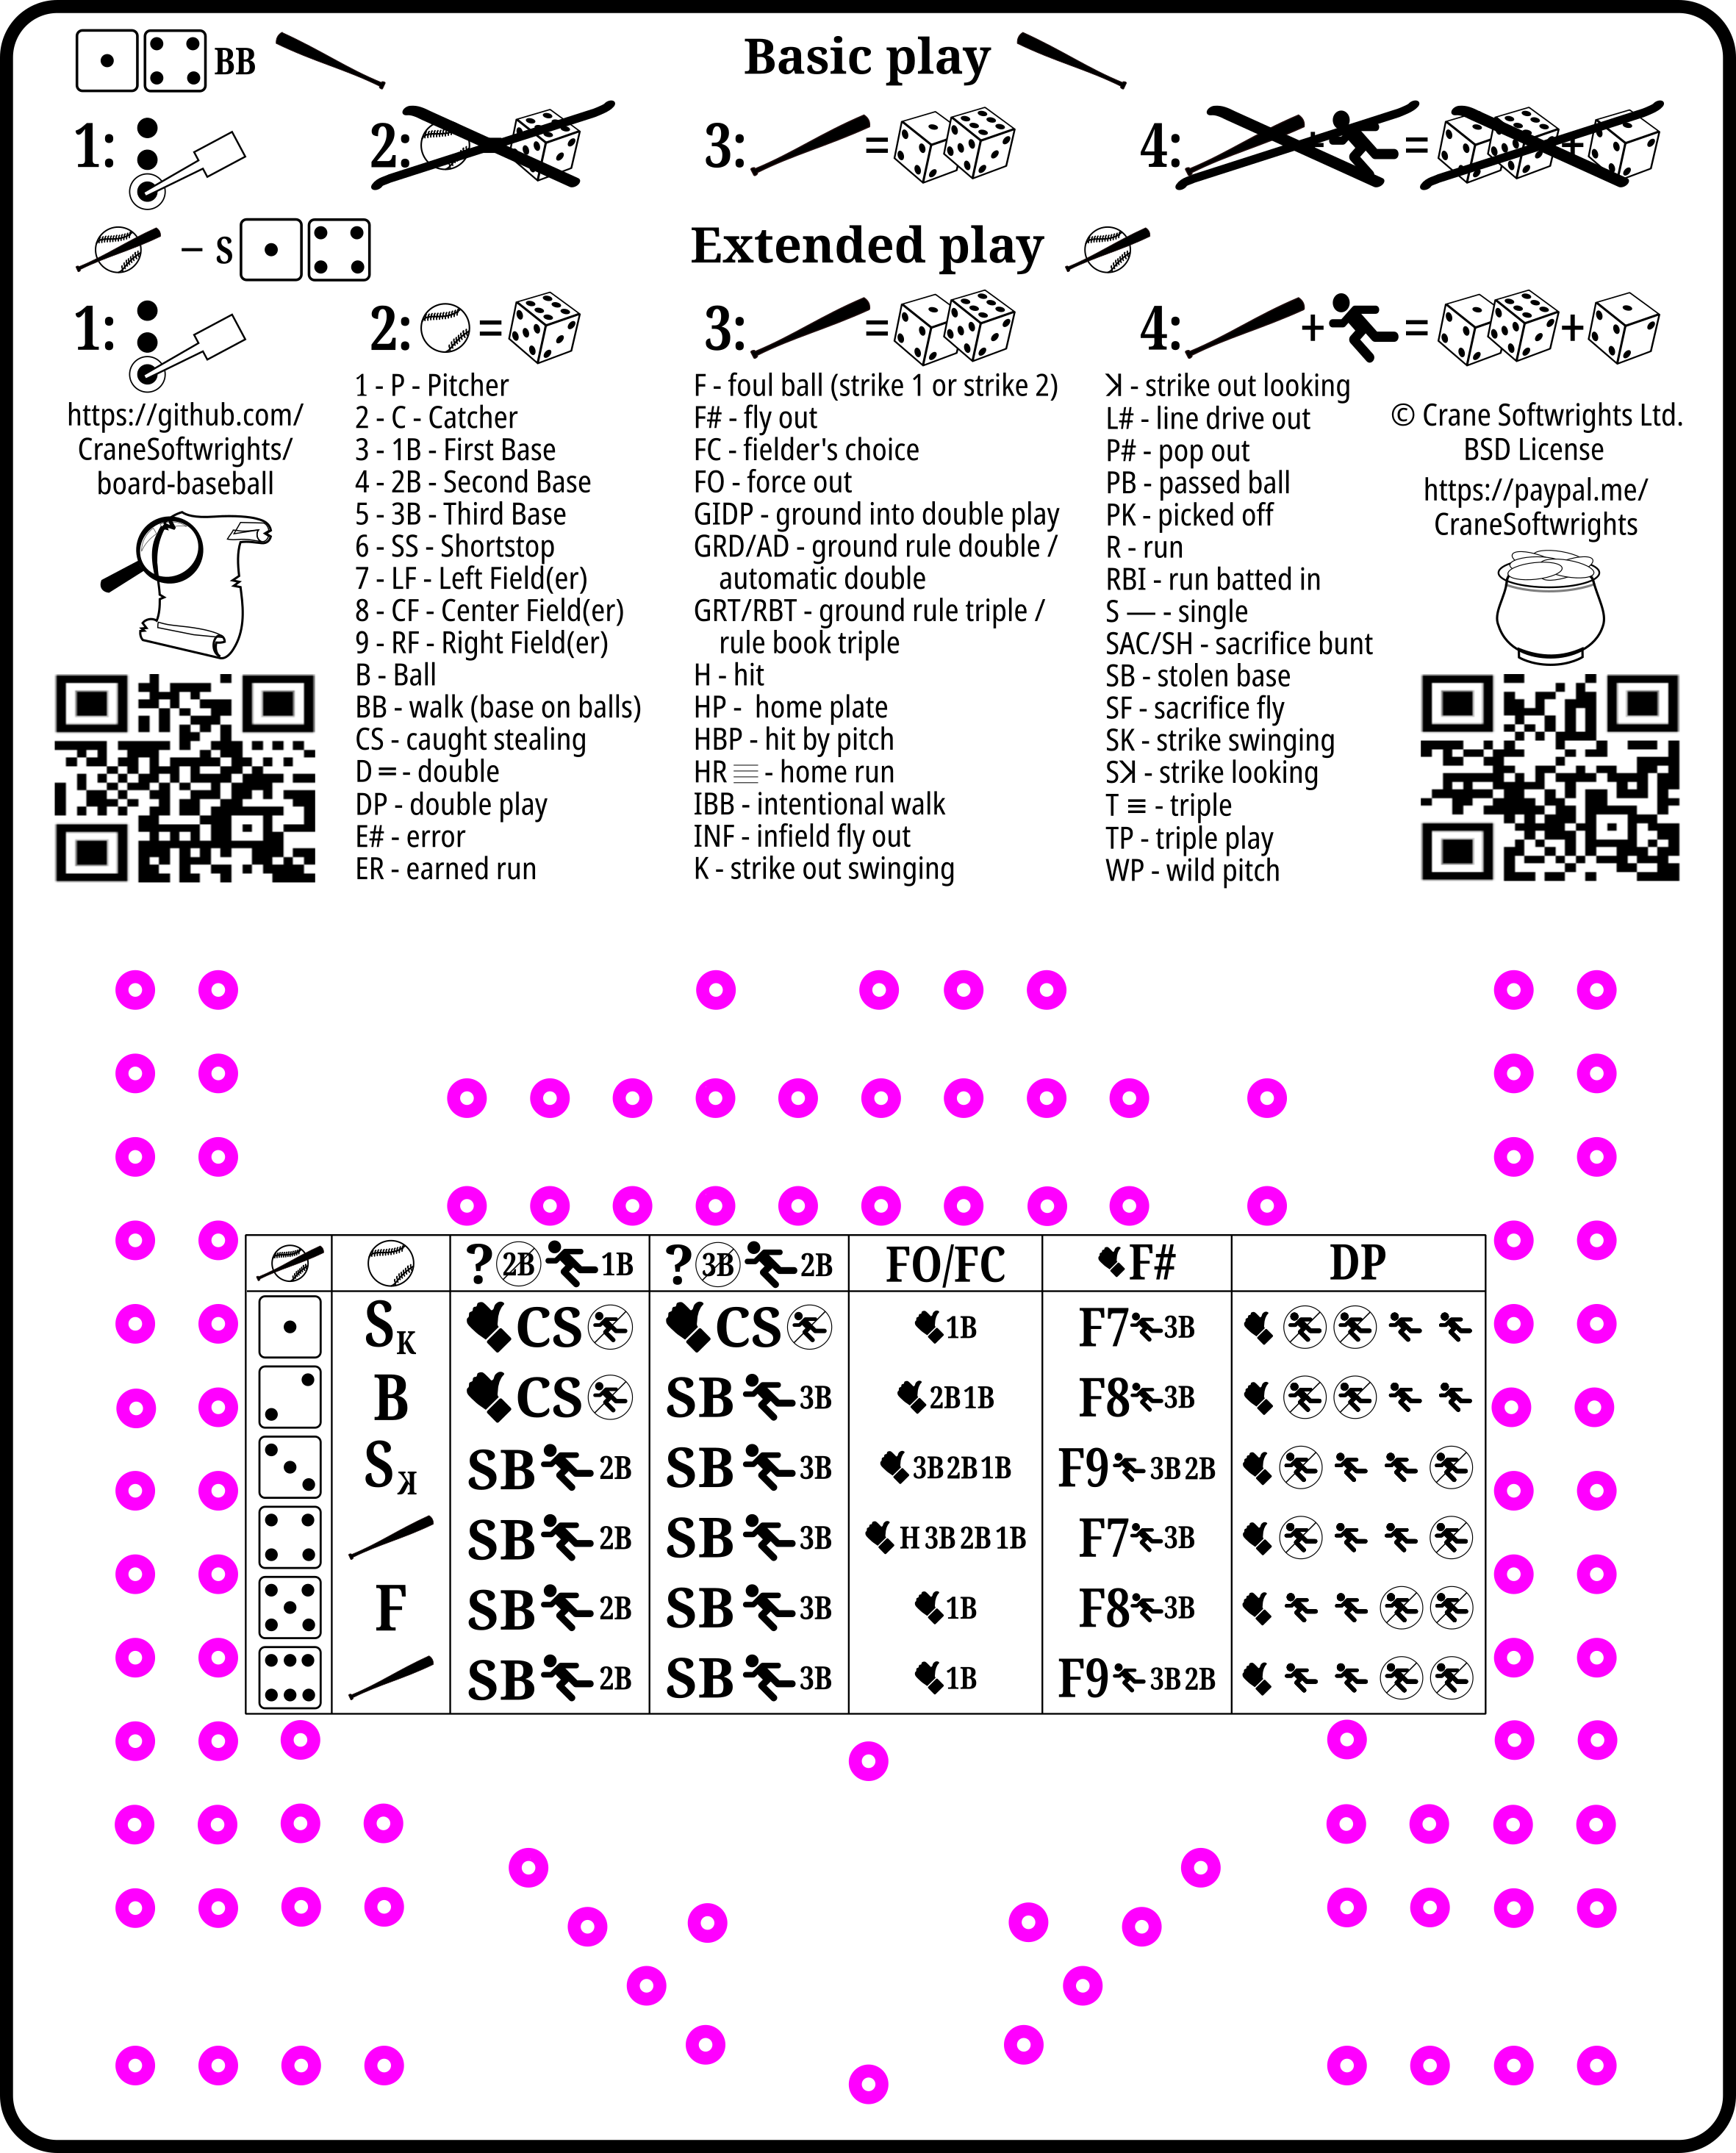 BB
Basic play
1:
2: =
3: =
4: + = +
– S
Extended play
1:
2: =
3: =
4: + = +
https://github.com/
CraneSoftwrights/
board-baseball
1 - P - Pitcher
2 - C - Catcher
3 - 1B - First Base
4 - 2B - Second Base
5 - 3B - Third Base
6 - SS - Shortstop
7 - LF - Left Field(er)
8 - CF - Center Field(er)
9 - RF - Right Field(er)
B - Ball
BB - walk (base on balls)
CS - caught stealing
D = - double
DP - double play
E# - error
ER - earned run
F - foul ball (strike 1 or strike 2)
F# - fly out
FC - fielder's choice
FO - force out
GIDP - ground into double play
GRD/AD - ground rule double /
automatic double
GRT/RBT - ground rule triple /
rule book triple
H - hit
HP - home plate
HBP - hit by pitch
HR 𝌆 - home run
IBB - intentional walk
INF - infield fly out
K - strike out swinging
ꓘ - strike out looking
L# - line drive out
P# - pop out
PB - passed ball
PK - picked off
R - run
RBI - run batted in
S — - single
SAC/SH - sacrifice bunt
SB - stolen base
SF - sacrifice fly
SK - strike swinging
Sꓘ - strike looking
T ≡ - triple
TP - triple play
WP - wild pitch
© Crane Softwrights Ltd.
BSD License
https://paypal.me/
CraneSoftwrights
? 2B 1B ? 3B 2B FO/FC F# DP
SK CS CS 1B F7 3B
B CS SB 3B 2B 1B F8 3B
Sꓘ SB 2B SB 3B 3B 2B 1B F9 3B 2B
SB 2B SB 3B H 3B 2B 1B F7 3B
F SB 2B SB 3B 1B F8 3B
SB 2B SB 3B 1B F9 3B 2B